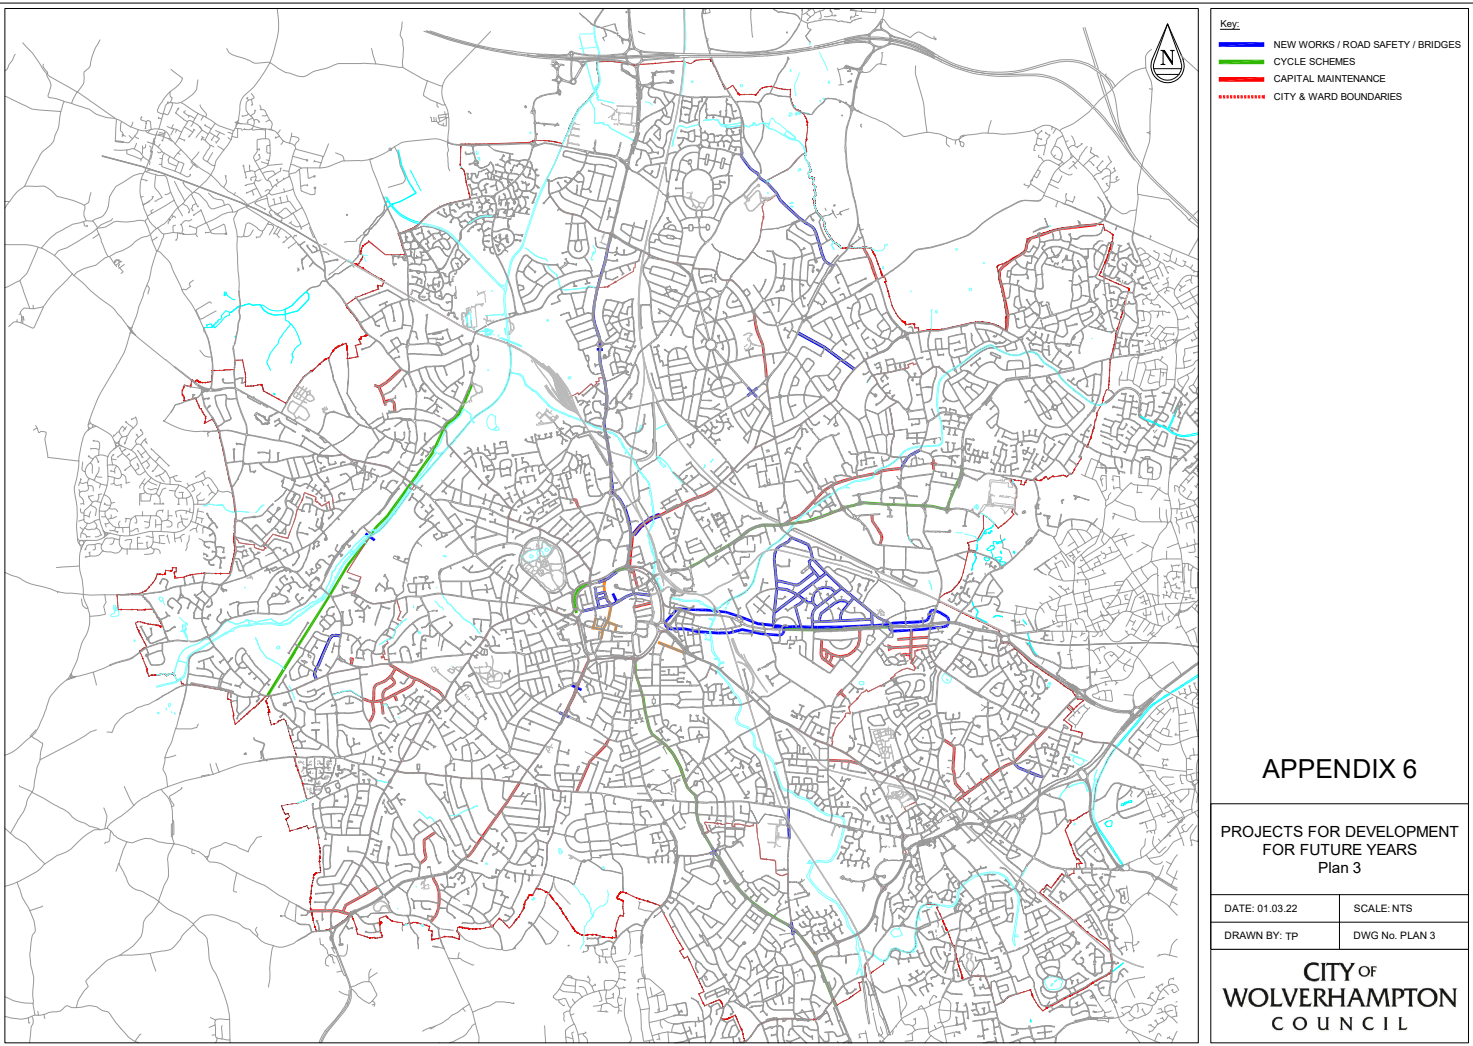 N
Key:
NEW WORKS / ROAD SAFETY / BRIDGES
CYCLE SCHEMES
CAPITAL MAINTENANCE
CITY & WARD BOUNDARIES
APPENDIX 6
PROJECTS FOR DEVELOPMENT
FOR FUTURE YEARS
Plan 3
DATE: 01.03.22
SCALE: NTS
DRAWN BY: TP
DWG No. PLAN 3
CITY OF
WOLVERHAMPTON
COUNCIL